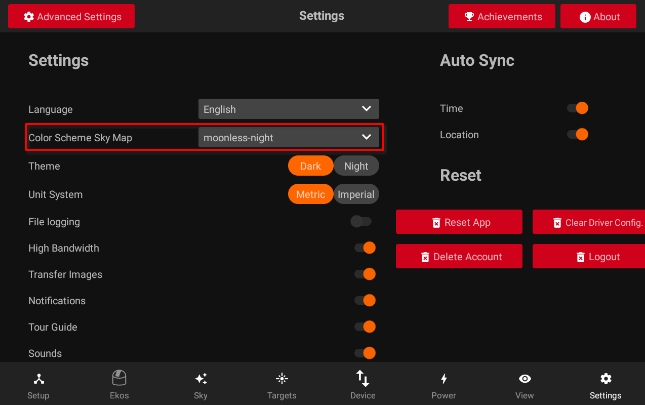 Advanced Settings
Settings
Achievements
About
Settings
Language
English
Color Scheme Sky Map
moonless-night
Theme
Dark
Night
Unit System
Metric
Imperial
File logging
High Bandwidth
Transfer Images
Notifications
Tour Guide
Sounds
Auto Sync
Time
Location
Reset
Reset App
Clear Driver Config.
Delete Account
Logout
Setup
Ekos
Sky
Targets
Device
Power
View
Settings